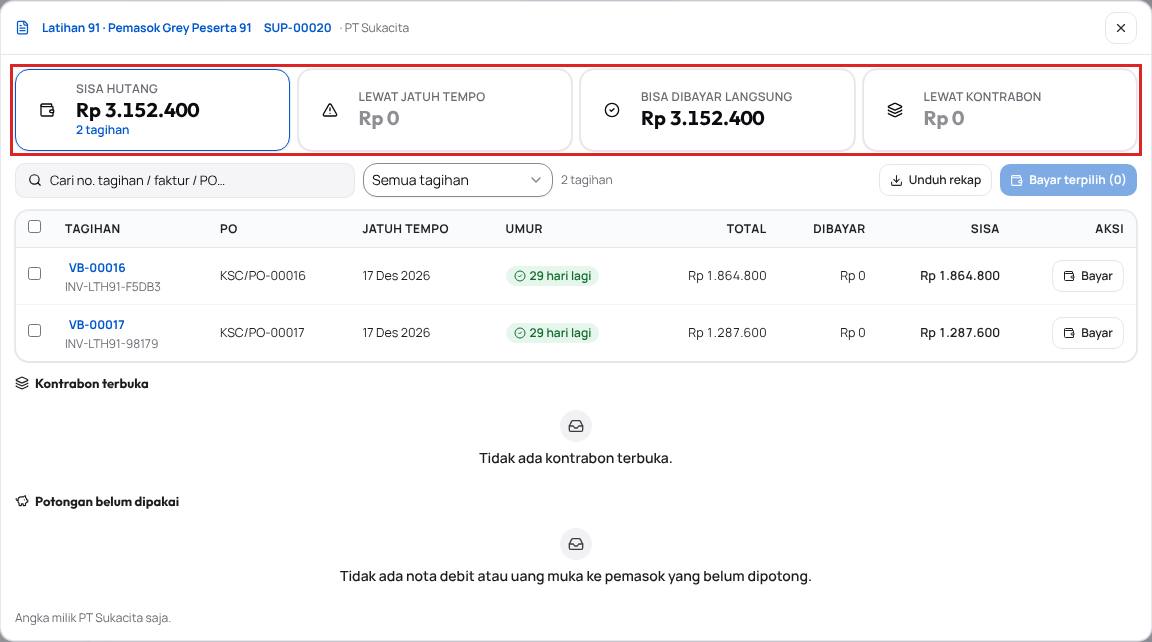 Latihan 91 · Pemasok Grey Peserta 91 SUP-00020 · PT Sukacita
SISA HUTANG
Rp 3.152.400
2 tagihan
LEWAT JATUH TEMPO
Rp 0
BISA DIBAYAR LANGSUNG
Rp 3.152.400
LEWAT KONTRABON
Rp 0
Cari no. tagihan / faktur / PO...
Semua tagihan
2 tagihan
Unduh rekap
Bayar terpilih (0)
TAGIHAN PO JATUH TEMPO UMUR TOTAL DIBAYAR SISA AKSI
VB-00016 KSC/PO-00016 17 Des 2026 29 hari lagi Rp 1.864.800 Rp 0 Rp 1.864.800 Bayar
INV-LTH91-F5DB3
VB-00017 KSC/PO-00017 17 Des 2026 29 hari lagi Rp 1.287.600 Rp 0 Rp 1.287.600 Bayar
INV-LTH91-98179
Kontrabon terbuka
Tidak ada kontrabon terbuka.
Potongan belum dipakai
Tidak ada nota debit atau uang muka ke pemasok yang belum dipotong.
Angka milik PT Sukacita saja.